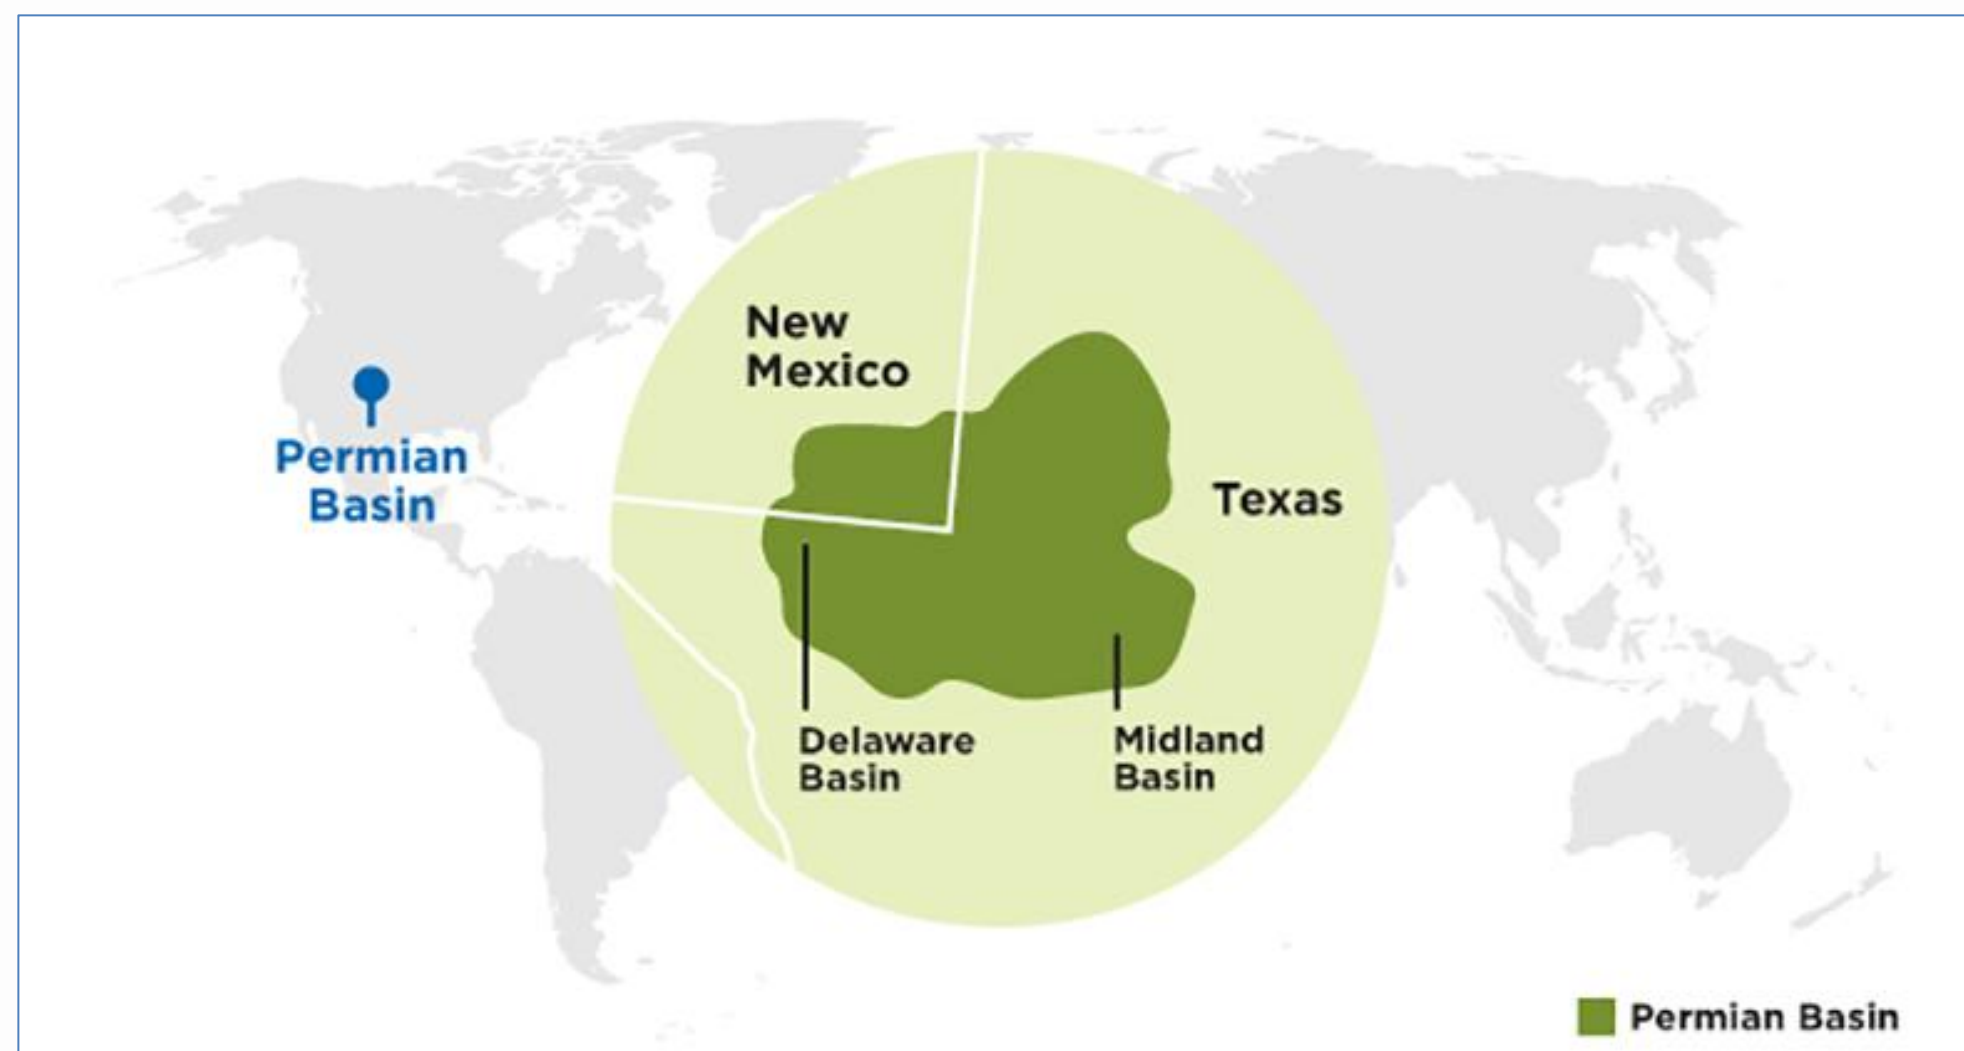 New
Mexico
Permian
Basin
Texas
Delaware
Basin
Midland
Basin
Permian Basin